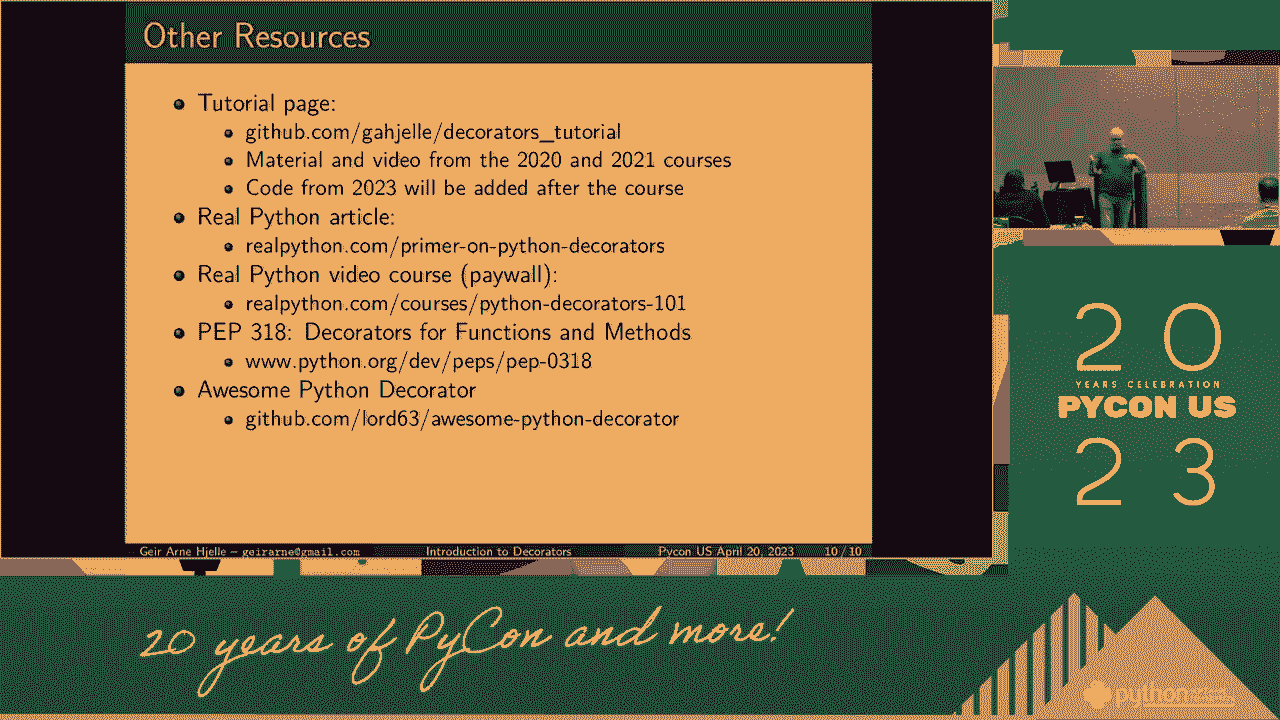 Other Resources
Tutorial page:
github.com/gahjelle/decorators_tutorial
Material and video from the 2020 and 2021 courses
Code from 2023 will be added after the course
Real Python article:
realpython.com/primer-on-python-decorators
Real Python video course (paywall):
realpython.com/courses/python-decorators-101
PEP 318: Decorators for Functions and Methods
www.python.org/dev/peps/pep-0318
Awesome Python Decorator
github.com/lord63/awesome-python-decorator
Geir Arne Hjelle – geirarne@gmail.com
Introduction to Decorators
Pycon US April 20, 2023
10 / 10
20
YEARS CELEBRATION
PYCON US
23
20 years of PyCon and more!
python